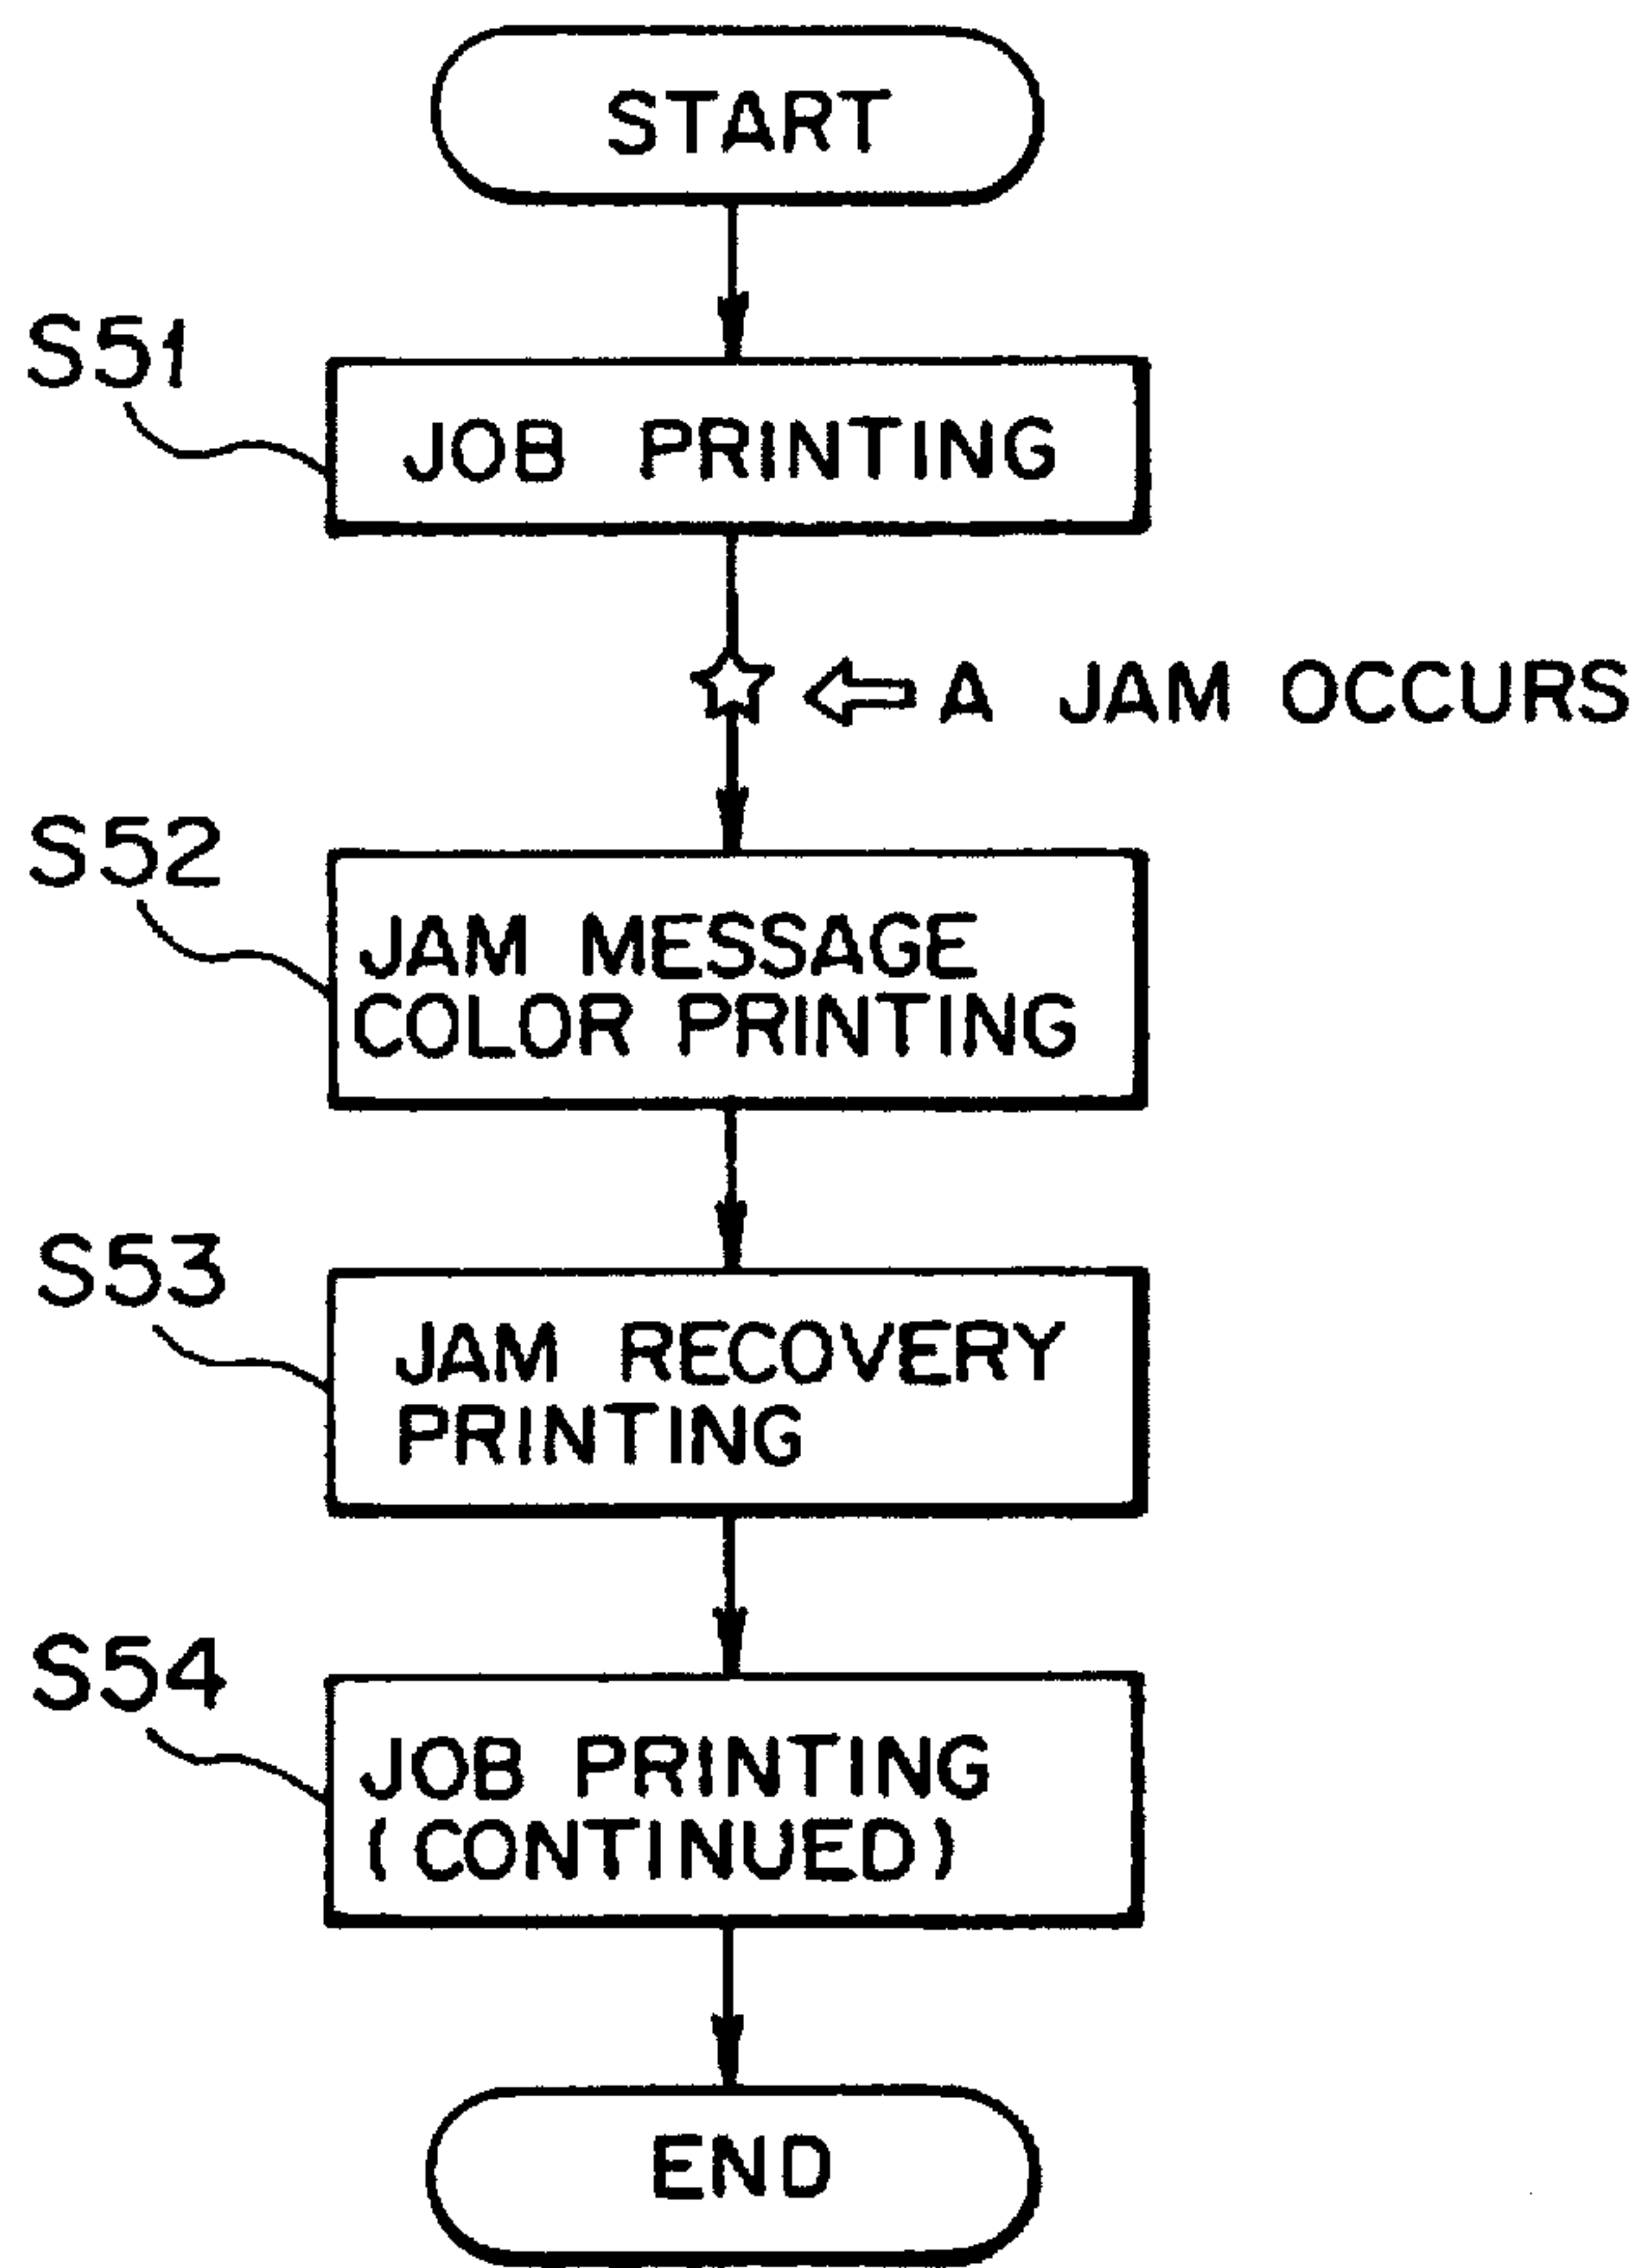 START
S51
JOB PRINTING
A JAM OCCURS
S52
JAM MESSAGE
COLOR PRINTING
S53
JAM RECOVERY
PRINTING
S54
JOB PRINTING
(CONTINUED)
END